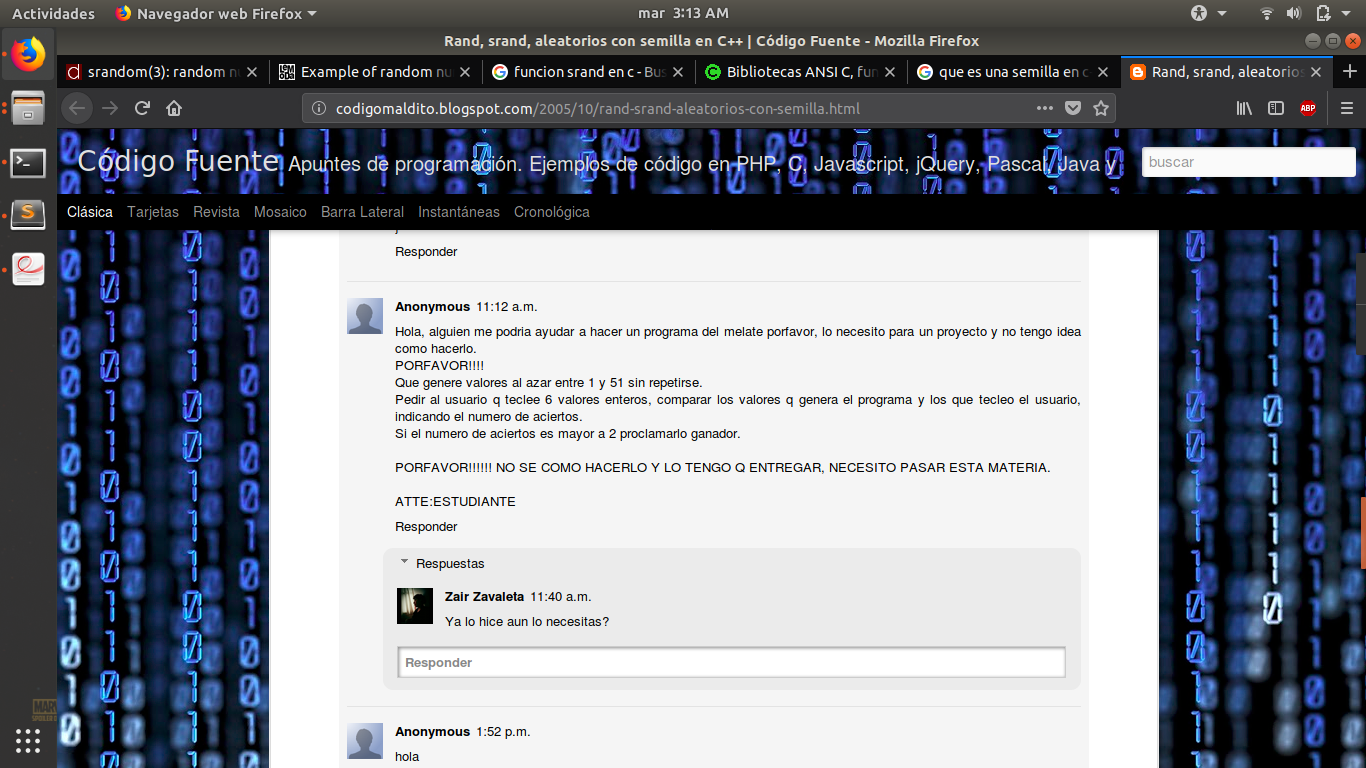 Actividades
Navegador web Firefox
mar 3:13 AM
Rand, srand, aleatorios con semilla en C++ | Código Fuente - Mozilla Firefox
srandom(3): random nu
Example of random nu
funcion srand en c - Bus
Bibliotecas ANSI C, fun
que es una semilla en c
Rand, srand, aleatorios
codigomaldito.blogspot.com/2005/10/rand-srand-aleatorios-con-semilla.html
ABP
Código Fuente Apuntes de programación. Ejemplos de código en PHP, C, Javascript, jQuery, Pascal, Java y
buscar
Clásica Tarjetas Revista Mosaico Barra Lateral Instantáneas Cronológica
Responder
Anonymous 11:12 a.m.
Hola, alguien me podria ayudar a hacer un programa del melate porfavor, lo necesito para un proyecto y no tengo idea
como hacerlo.
PORFAVOR!!!!
Que genere valores al azar entre 1 y 51 sin repetirse.
Pedir al usuario q teclee 6 valores enteros, comparar los valores q genera el programa y los que tecleo el usuario,
indicando el numero de aciertos.
Si el numero de aciertos es mayor a 2 proclamarlo ganador.
PORFAVOR!!!!!! NO SE COMO HACERLO Y LO TENGO Q ENTREGAR, NECESITO PASAR ESTA MATERIA.
ATTE:ESTUDIANTE
Responder
Respuestas
Zair Zavaleta 11:40 a.m.
Ya lo hice aun lo necesitas?
Responder
Anonymous 1:52 p.m.
hola